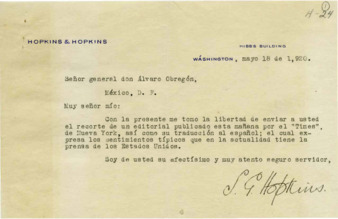 H-24
HOPKINS & HOPKINS
HIBBS BUILDING
WASHINGTON, mayo 18 de 1,920.
Señor general don Alvaro Obregón,
México, D. F.
Muy señor mío:
Con la presente me tomo la libertad de enviar a usted
el recorte de un editorial publicado esta mañana por el "Times",
de Nueva York, así como su traducción al español; el cual expre
sa los sentimientos típicos que en la actualidad tiene la
prensa de los Estados Unidos.
Soy de usted su afectísimo y muy atento seguro servidor,
S. G. Hopkins.